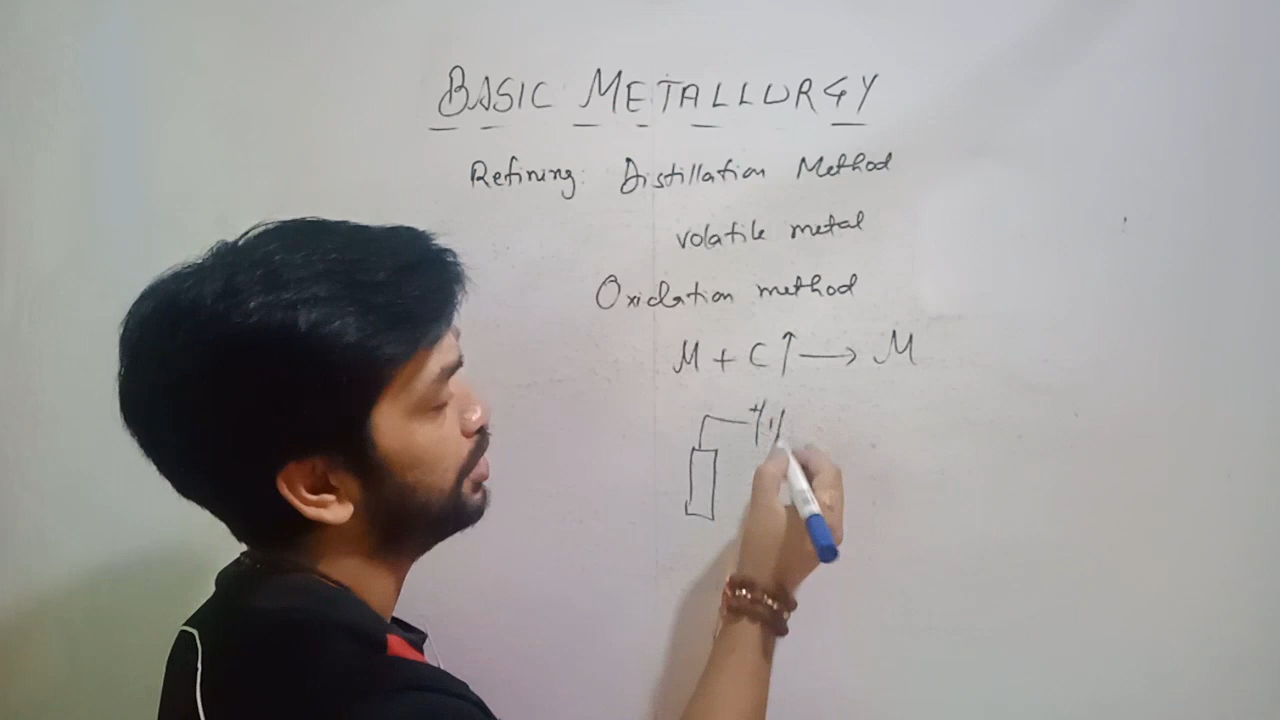 BASIC METALLURGY
Refining: Distillation Method
volatile metal
Oxidation method
M + C ↑ → M
+